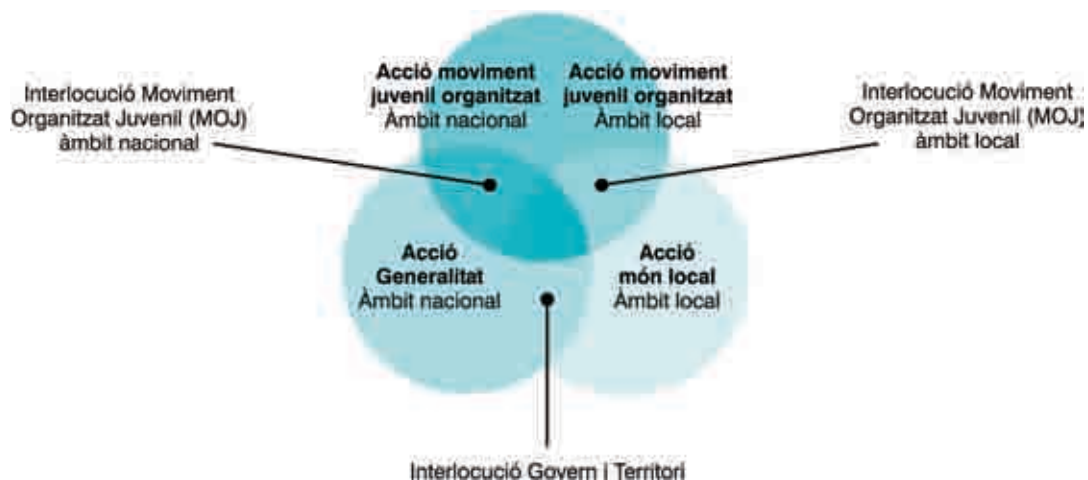 Acció moviment
juvenil organitzat
Àmbit nacional
Acció moviment
juvenil organitzat
Àmbit local
Interlocució Moviment
Organitzat Juvenil (MOJ)
àmbit nacional
Interlocució Moviment
Organitzat Juvenil (MOJ)
àmbit local
Acció
Generalitat
Àmbit nacional
Acció
món local
Àmbit local
Interlocució Govern i Territori